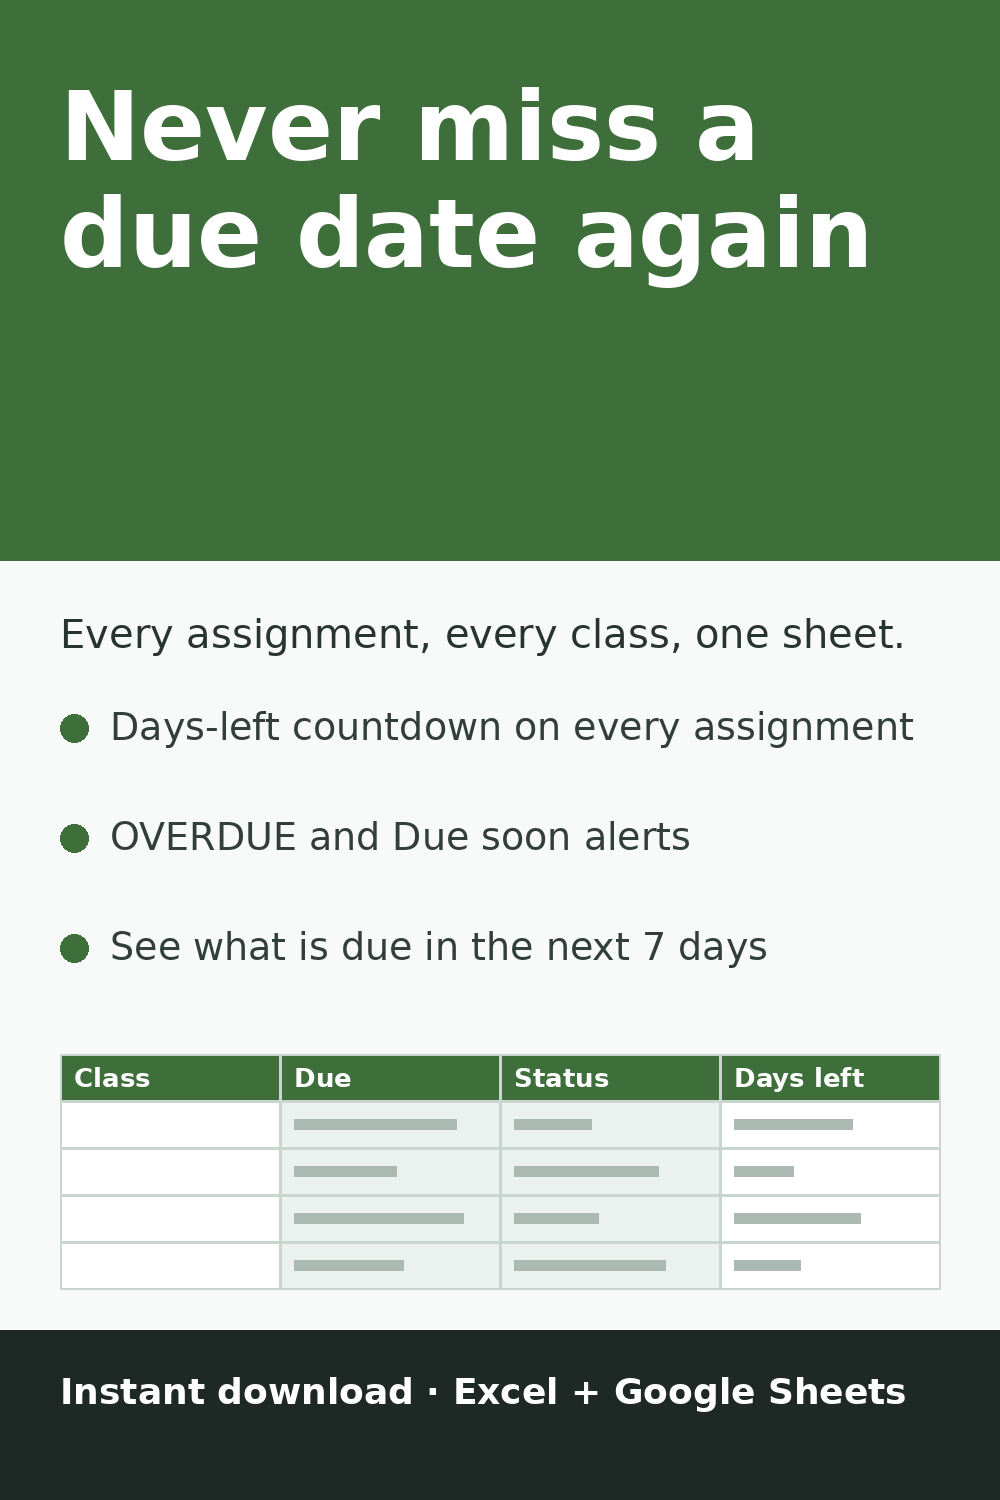 Never miss a
due date again
Every assignment, every class, one sheet.
Days-left countdown on every assignment
OVERDUE and Due soon alerts
See what is due in the next 7 days
Class Due Status Days left
Instant download · Excel + Google Sheets